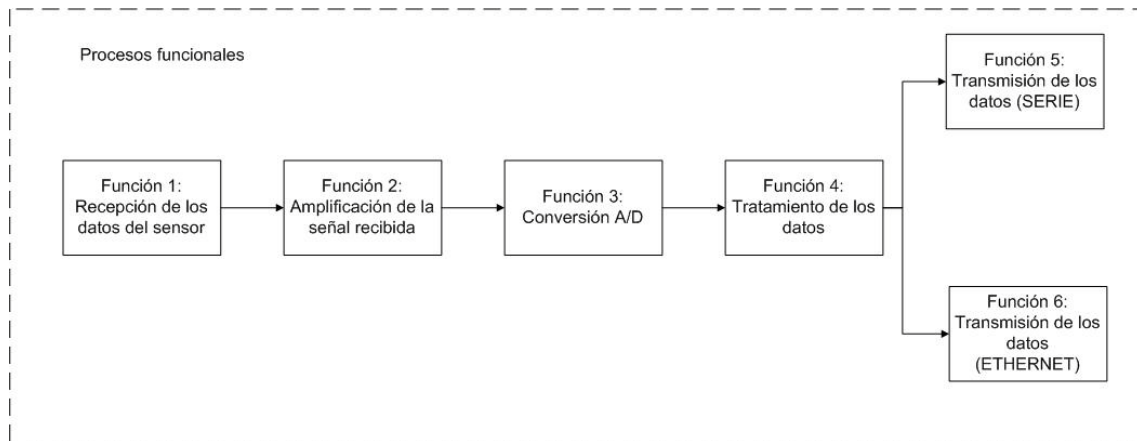 Procesos funcionales
Función 1:
Recepción de los
datos del sensor
Función 2:
Amplificación de la
señal recibida
Función 3:
Conversión A/D
Función 4:
Tratamiento de los
datos
Función 5:
Transmisión de los
datos (SERIE)
Función 6:
Transmisión de los
datos
(ETHERNET)